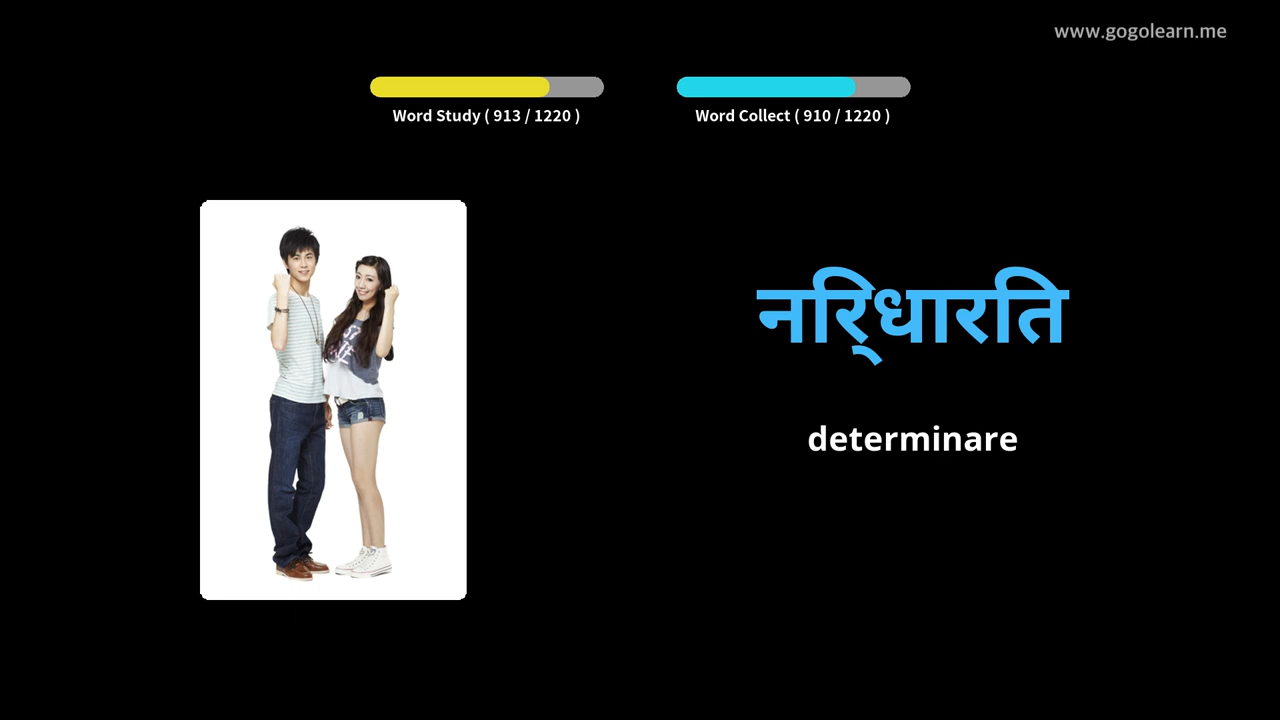 www.gogolearn.me
Word Study ( 913 / 1220 )
Word Collect ( 910 / 1220 )
नरि्धारति
determinare